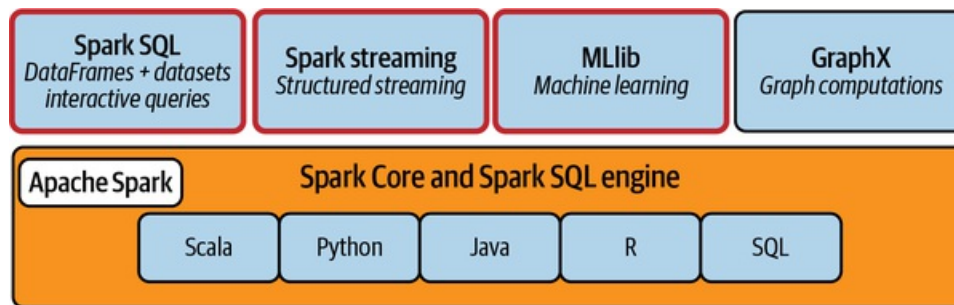 Spark SQL
DataFrames + datasets
interactive queries
Spark streaming
Structured streaming
MLlib
Machine learning
GraphX
Graph computations
Apache Spark
Spark Core and Spark SQL engine
Scala
Python
Java
R
SQL